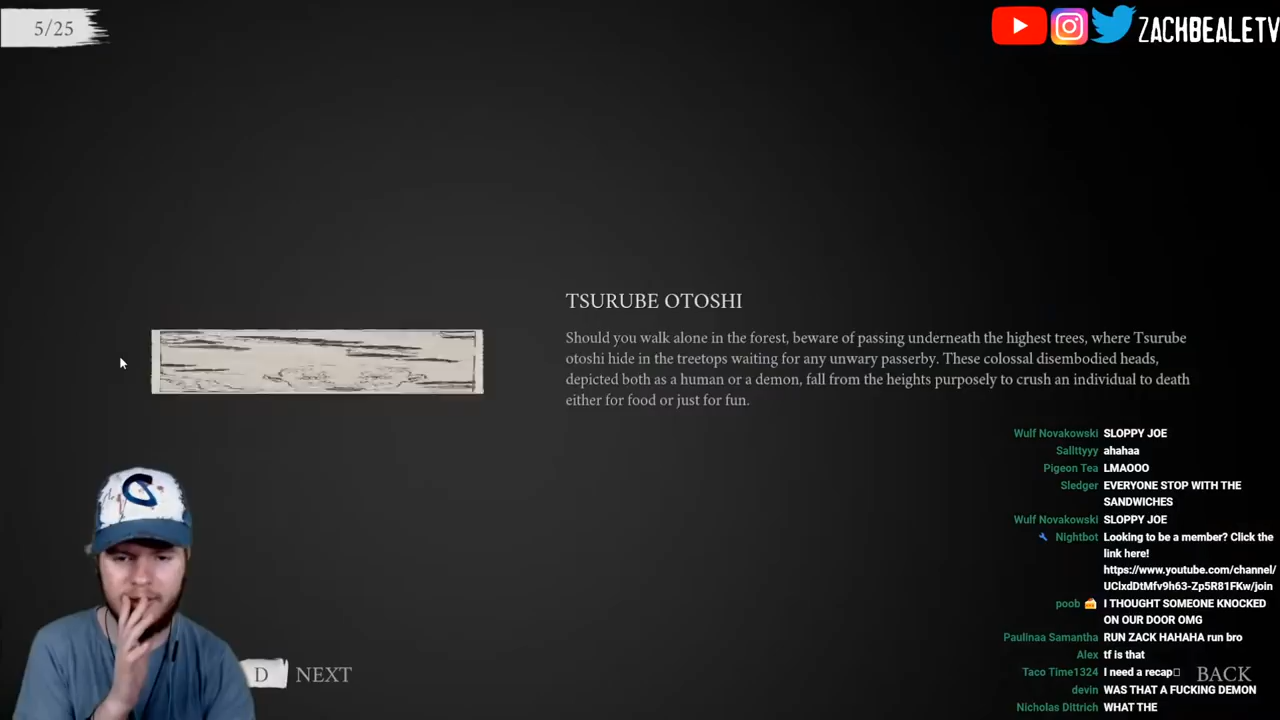 5/25
ZACHBEALETV
TSURUBE OTOSHI
Should you walk alone in the forest, beware of passing underneath the highest trees, where Tsurube
otoshi hide in the treetops waiting for any unwary passerby. These colossal disembodied heads,
depicted both as a human or a demon, fall from the heights purposely to crush an individual to death
either for food or just for fun.
Wulf Novakowski SLOPPY JOE
Sallttyyy ahahaa
Pigeon Tea LMAOOO
Sledger EVERYONE STOP WITH THE
SANDWICHES
Wulf Novakowski SLOPPY JOE
Nightbot Looking to be a member? Click the
link here!
https://www.youtube.com/channel/
UClxdDtMfv9h63-Zp5R81FKw/join
poob I THOUGHT SOMEONE KNOCKED
ON OUR DOOR OMG
Paulinaa Samantha RUN ZACK HAHAHA run bro
Alex tf is that
Taco Time1324 I need a recap
devin WAS THAT A FUCKING DEMON
Nicholas Dittrich WHAT THE
D NEXT
BACK